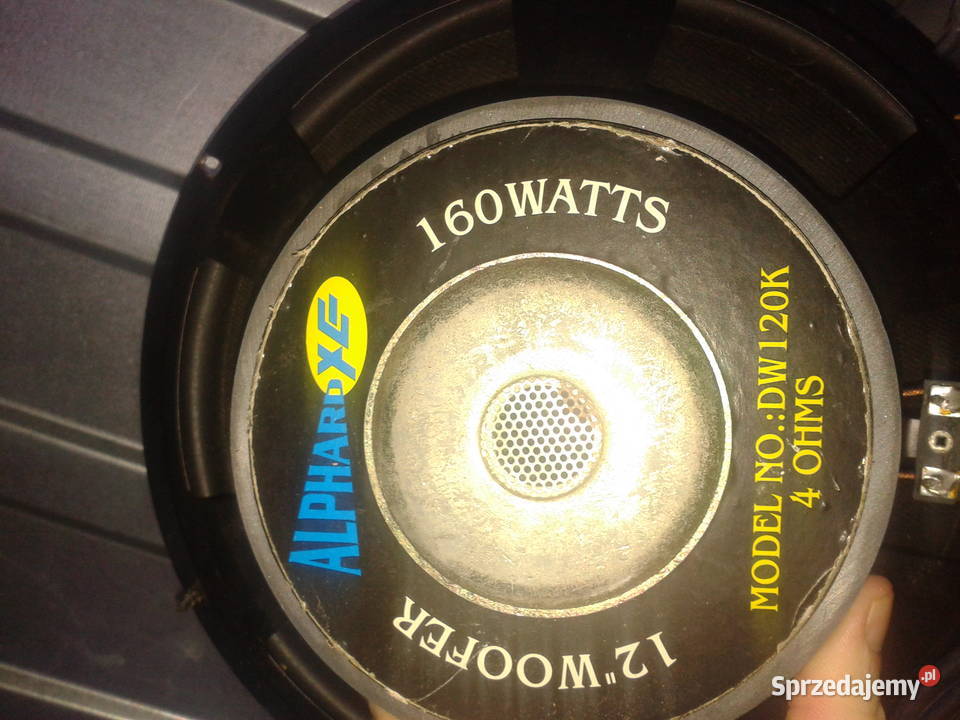 160WATTS
ALPHARD XE
MODEL NO.:DW120K
4 OHMS
12"WOOFER
Sprzedajemy.pl